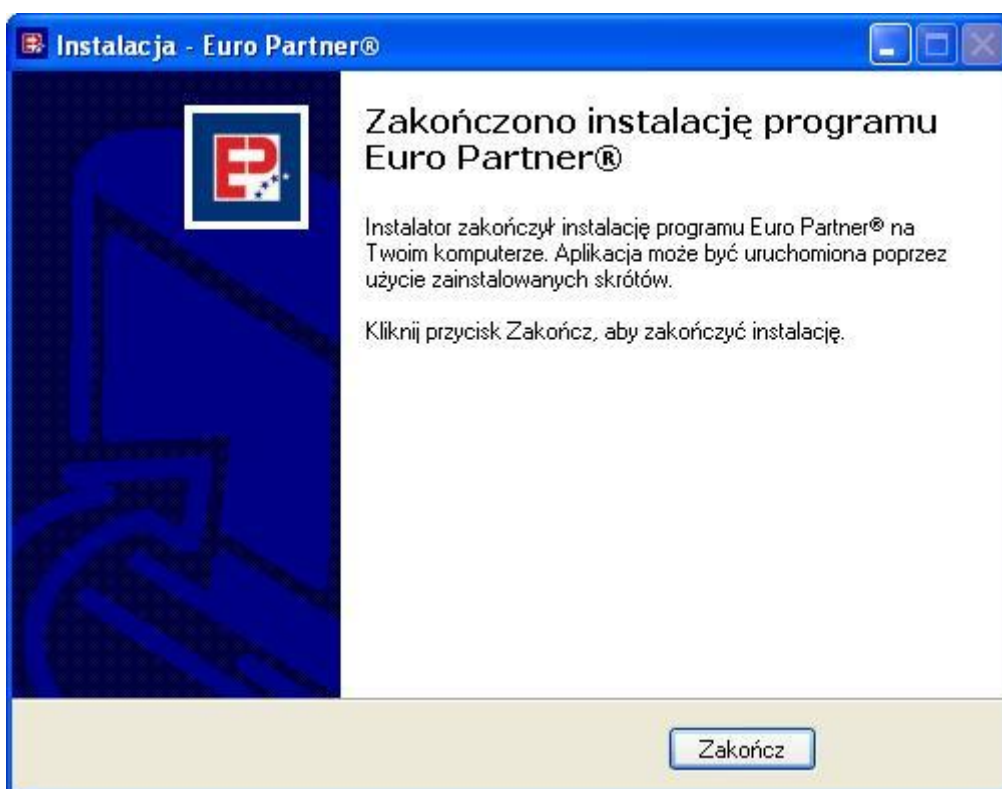 Instalacja - Euro Partner®
EP
Zakończono instalację programu
Euro Partner®
Instalator zakończył instalację programu Euro Partner® na
Twoim komputerze. Aplikacja może być uruchomiona poprzez
użycie zainstalowanych skrótów.
Kliknij przycisk Zakończ, aby zakończyć instalację.
Zakończ